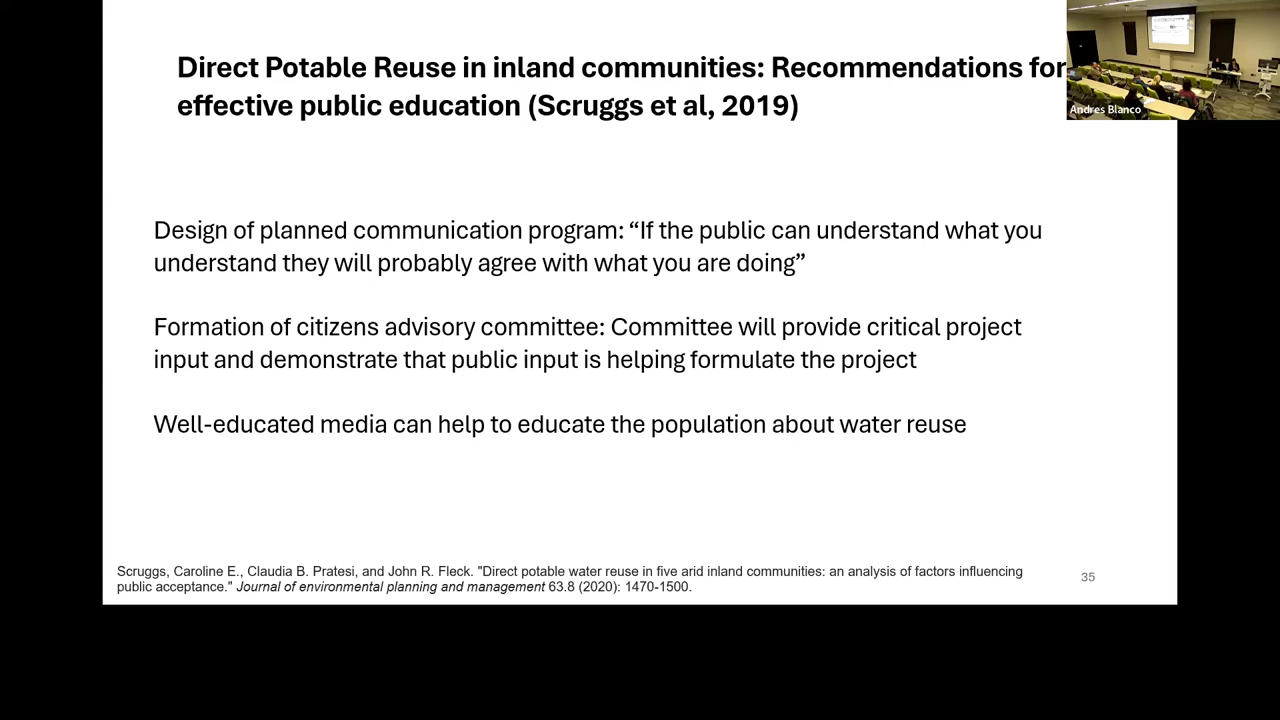 Direct Potable Reuse in inland communities: Recommendations for
effective public education (Scruggs et al, 2019)
Andres Blanco
Design of planned communication program: “If the public can understand what you
understand they will probably agree with what you are doing”
Formation of citizens advisory committee: Committee will provide critical project
input and demonstrate that public input is helping formulate the project
Well-educated media can help to educate the population about water reuse
Scruggs, Caroline E., Claudia B. Pratesi, and John R. Fleck. "Direct potable water reuse in five arid inland communities: an analysis of factors influencing
public acceptance." Journal of environmental planning and management 63.8 (2020): 1470-1500.
35